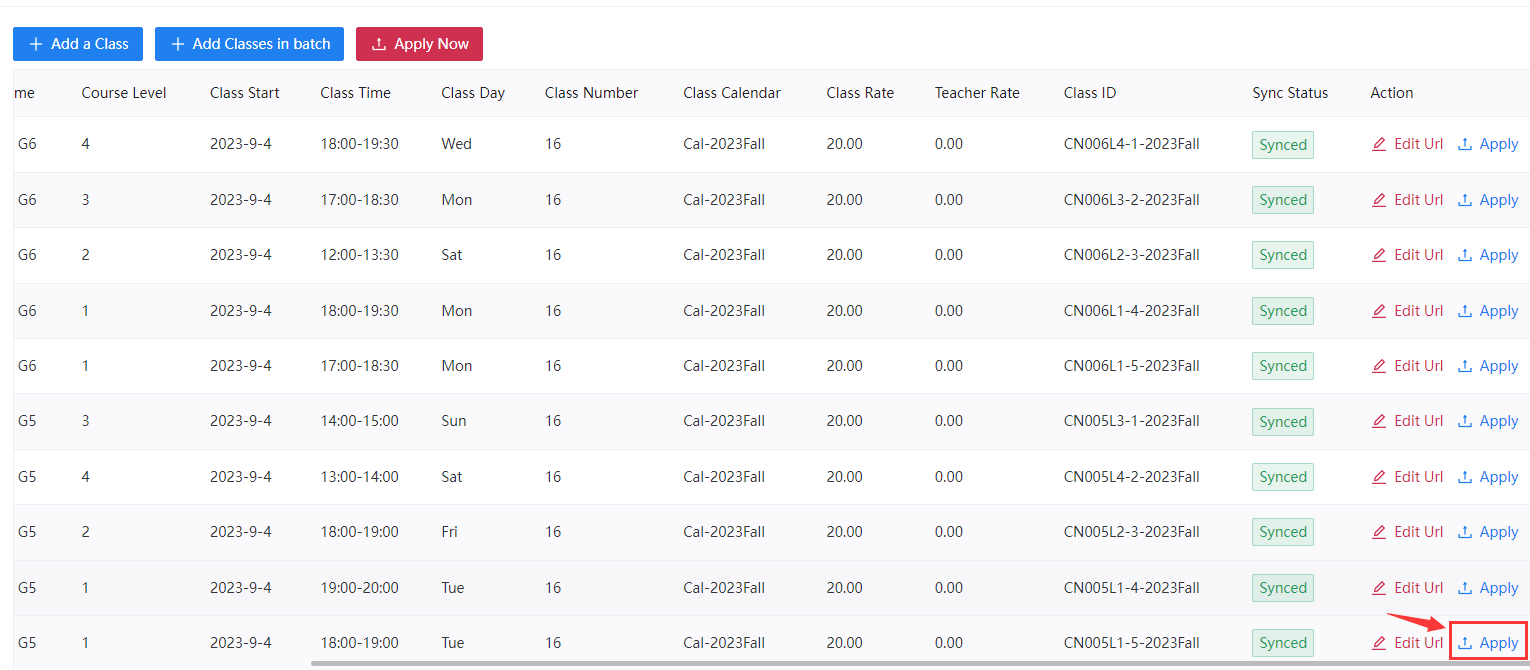 Add a Class Add Classes in batch Apply Now
me Course Level Class Start Class Time Class Day Class Number Class Calendar Class Rate Teacher Rate Class ID Sync Status Action
G6 4 2023-9-4 18:00-19:30 Wed 16 Cal-2023Fall 20.00 0.00 CN006L4-1-2023Fall Synced Edit Url Apply
G6 3 2023-9-4 17:00-18:30 Mon 16 Cal-2023Fall 20.00 0.00 CN006L3-2-2023Fall Synced Edit Url Apply
G6 2 2023-9-4 12:00-13:30 Sat 16 Cal-2023Fall 20.00 0.00 CN006L2-3-2023Fall Synced Edit Url Apply
G6 1 2023-9-4 18:00-19:30 Mon 16 Cal-2023Fall 20.00 0.00 CN006L1-4-2023Fall Synced Edit Url Apply
G6 1 2023-9-4 17:00-18:30 Mon 16 Cal-2023Fall 20.00 0.00 CN006L1-5-2023Fall Synced Edit Url Apply
G5 3 2023-9-4 14:00-15:00 Sun 16 Cal-2023Fall 20.00 0.00 CN005L3-1-2023Fall Synced Edit Url Apply
G5 4 2023-9-4 13:00-14:00 Sat 16 Cal-2023Fall 20.00 0.00 CN005L4-2-2023Fall Synced Edit Url Apply
G5 2 2023-9-4 18:00-19:00 Fri 16 Cal-2023Fall 20.00 0.00 CN005L2-3-2023Fall Synced Edit Url Apply
G5 1 2023-9-4 19:00-20:00 Tue 16 Cal-2023Fall 20.00 0.00 CN005L1-4-2023Fall Synced Edit Url Apply
G5 1 2023-9-4 18:00-19:00 Tue 16 Cal-2023Fall 20.00 0.00 CN005L1-5-2023Fall Synced Edit Url Apply